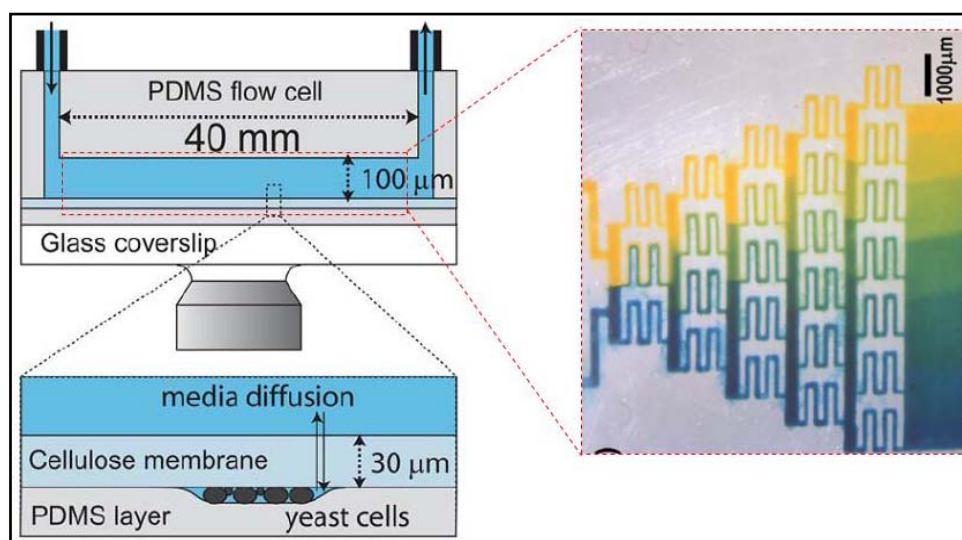 PDMS flow cell
40 mm
100 μm
Glass coverslip
media diffusion
Cellulose membrane
30 μm
PDMS layer
yeast cells
1000μm